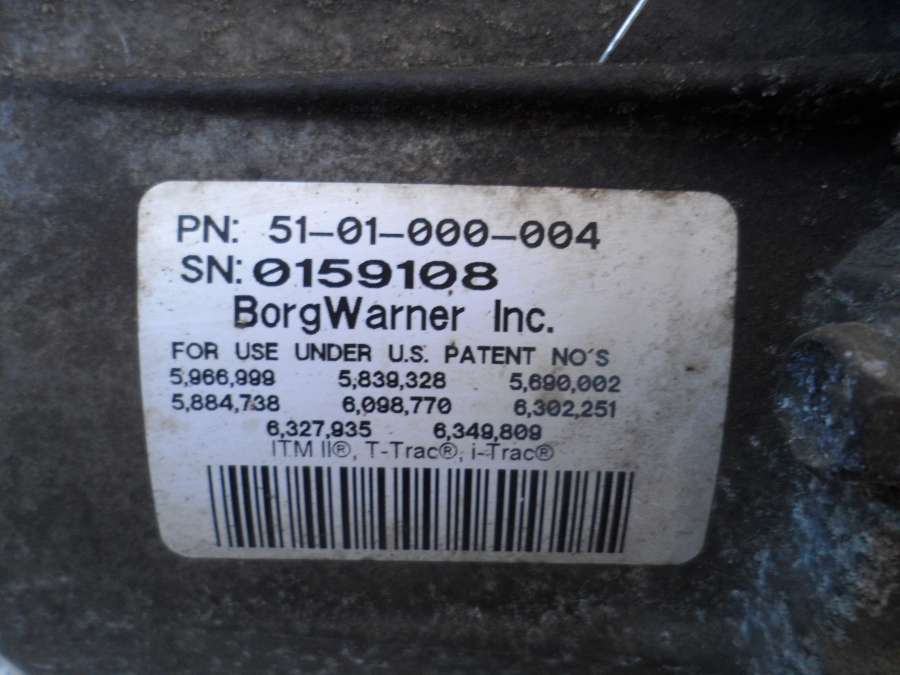 PN: 51-01-000-004
SN: 0159108
BorgWarner Inc.
FOR USE UNDER U.S. PATENT NO'S
5,966,999 5,839,328 5,690,002
5,884,738 6,098,770 6,302,251
6,327,935 6,349,809
ITM II®, T-Trac®, i-Trac®